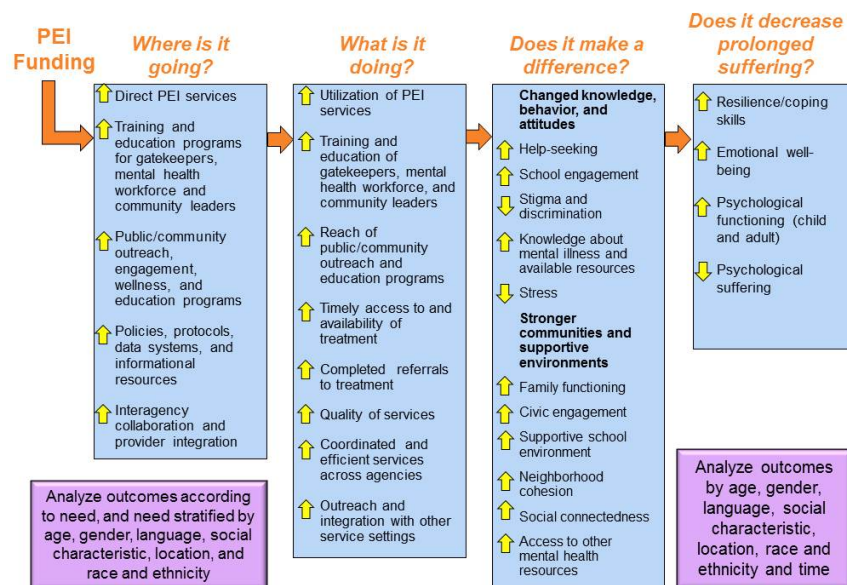 PEI
Funding
Where is it
going?
Direct PEI services
Training and
education programs
for gatekeepers,
mental health
workforce and
community leaders
Public/community
outreach,
engagement,
wellness, and
education programs
Policies, protocols,
data systems, and
informational
resources
Interagency
collaboration and
provider integration
Analyze outcomes according
to need, and need stratified by
age, gender, language, social
characteristic, location, and
race and ethnicity
What is it
doing?
Utilization of PEI
services
Training and
education of
gatekeepers, mental
health workforce, and
community leaders
Reach of
public/community
outreach and
education programs
Timely access to and
availability of
treatment
Completed referrals
to treatment
Quality of services
Coordinated and
efficient services
across agencies
Outreach and
integration with other
service settings
Does it make a
difference?
Changed knowledge,
behavior, and
attitudes
Help-seeking
School engagement
Stigma and
discrimination
Knowledge about
mental illness and
available resources
Stress
Stronger
communities and
supportive
environments
Family functioning
Civic engagement
Supportive school
environment
Neighborhood
cohesion
Social connectedness
Access to other
mental health
resources
Does it decrease
prolonged
suffering?
Resilience/coping
skills
Emotional well-
being
Psychological
functioning (child
and adult)
Psychological
suffering
Analyze outcomes
by age, gender,
language, social
characteristic,
location, race and
ethnicity and time